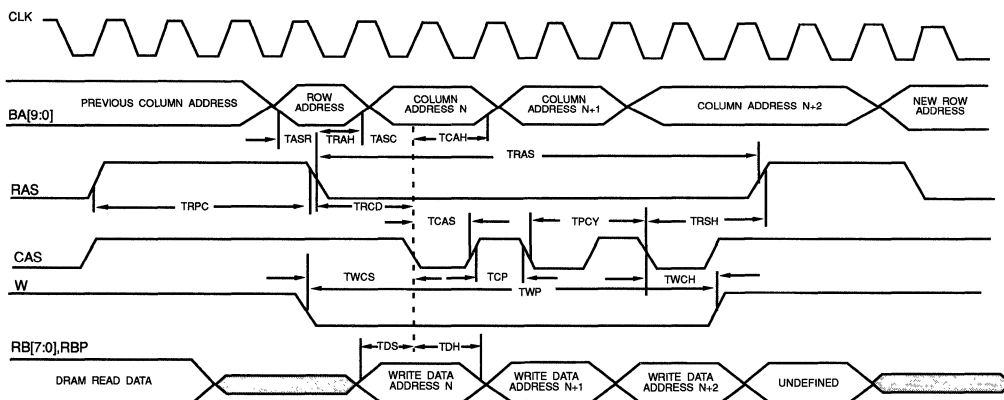 CLK
BA[9:0]
PREVIOUS COLUMN ADDRESS
ROW
ADDRESS
COLUMN
ADDRESS N
COLUMN
ADDRESS N+1
COLUMN ADDRESS N+2
NEW ROW
ADDRESS
TASR
TRAH
TASC
TCAH
TRAS
RAS
TRPC
TRCD
TCAS
TPCY
TRSH
CAS
TWCS
TCP
TWCH
W
TWP
RB[7:0],RBP
TDS
TDH
DRAM READ DATA
WRITE DATA
ADDRESS N
WRITE DATA
ADDRESS N+1
WRITE DATA
ADDRESS N+2
UNDEFINED